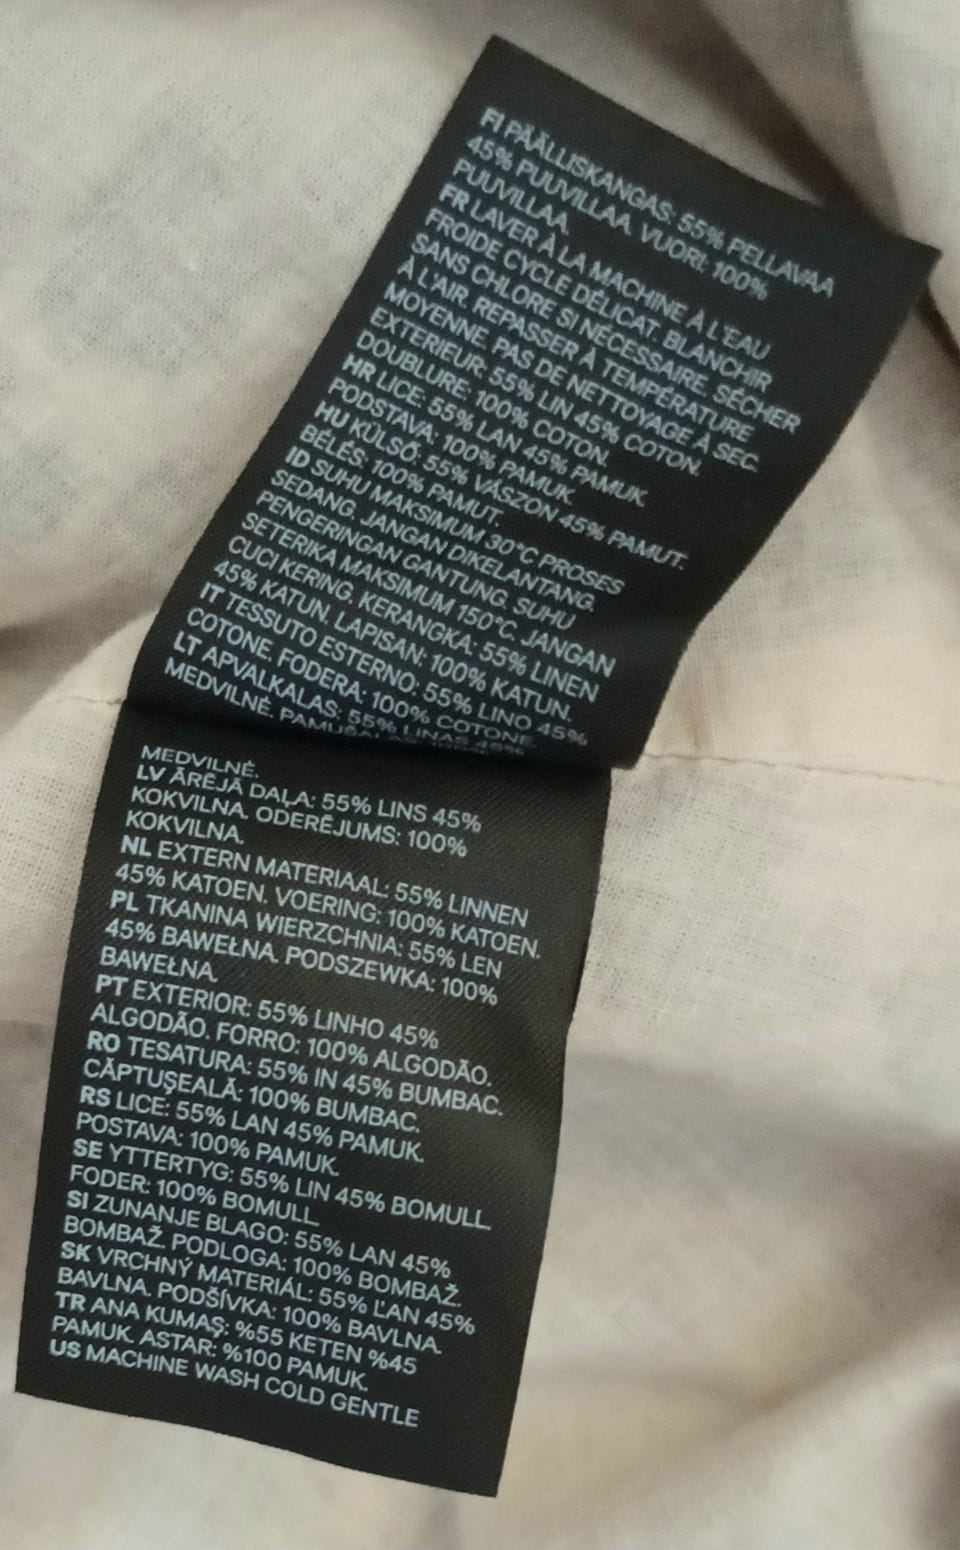 FI PÄÄLLISKANGAS: 55% PELLAVAA
45% PUUVILLAA. VUORI: 100%
PUUVILLAA.
FR LAVER À LA MACHINE À L'EAU
FROIDE CYCLE DÉLICAT. BLANCHIR
SANS CHLORE SI NÉCESSAIRE. SÉCHER
À L'AIR. REPASSER À TEMPÉRATURE
MOYENNE. PAS DE NETTOYAGE À SEC.
EXTERIEUR: 55% LIN 45% COTON.
DOUBLURE: 100% COTON.
HR LICE: 55% LAN 45% PAMUK.
PODSTAVA: 100% PAMUK.
HU KÜLSŐ: 55% VÁSZON 45% PAMUT.
BÉLÉS: 100% PAMUT.
ID SUHU MAKSIMUM 30°C PROSES
SEDANG. JANGAN DIKELANTANG.
PENGERINGAN GANTUNG. SUHU
SETERIKA MAKSIMUM 150°C. JANGAN
CUCI KERING. KERANGKA: 55% LINEN
45% KATUN. LAPISAN: 100% KATUN.
IT TESSUTO ESTERNO: 55% LINO 45%
COTONE. FODERA: 100% COTONE.
LT APVALKALAS: 55% LINAS 45%
MEDVILNĖ.
MEDVILNĖ.
LV ĀRĒJĀ DAĻA: 55% LINS 45%
KOKVILNA. ODERĒJUMS: 100%
KOKVILNA.
NL EXTERN MATERIAAL: 55% LINNEN
45% KATOEN. VOERING: 100% KATOEN.
PL TKANINA WIERZCHNIA: 55% LEN
45% BAWEŁNA. PODSZEWKA: 100%
BAWEŁNA.
PT EXTERIOR: 55% LINHO 45%
ALGODÃO. FORRO: 100% ALGODÃO.
RO TESATURA: 55% IN 45% BUMBAC.
CĂPTUȘEALĂ: 100% BUMBAC.
RS LICE: 55% LAN 45% PAMUK.
POSTAVA: 100% PAMUK.
SE YTTERTYG: 55% LIN 45% BOMULL.
FODER: 100% BOMULL.
SI ZUNANJE BLAGO: 55% LAN 45%
BOMBAŽ. PODLOGA: 100% BOMBAŽ.
SK VRCHNÝ MATERIÁL: 55% ĽAN 45%
BAVLNA. PODŠÍVKA: 100% BAVLNA.
TR ANA KUMAŞ: %55 KETEN %45
PAMUK. ASTAR: %100 PAMUK.
US MACHINE WASH COLD GENTLE